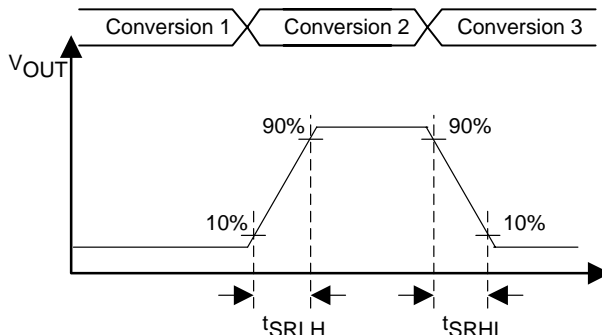 Conversion 1 Conversion 2 Conversion 3
VOUT
90% 90%
10% 10%
tSRLH tSRHL